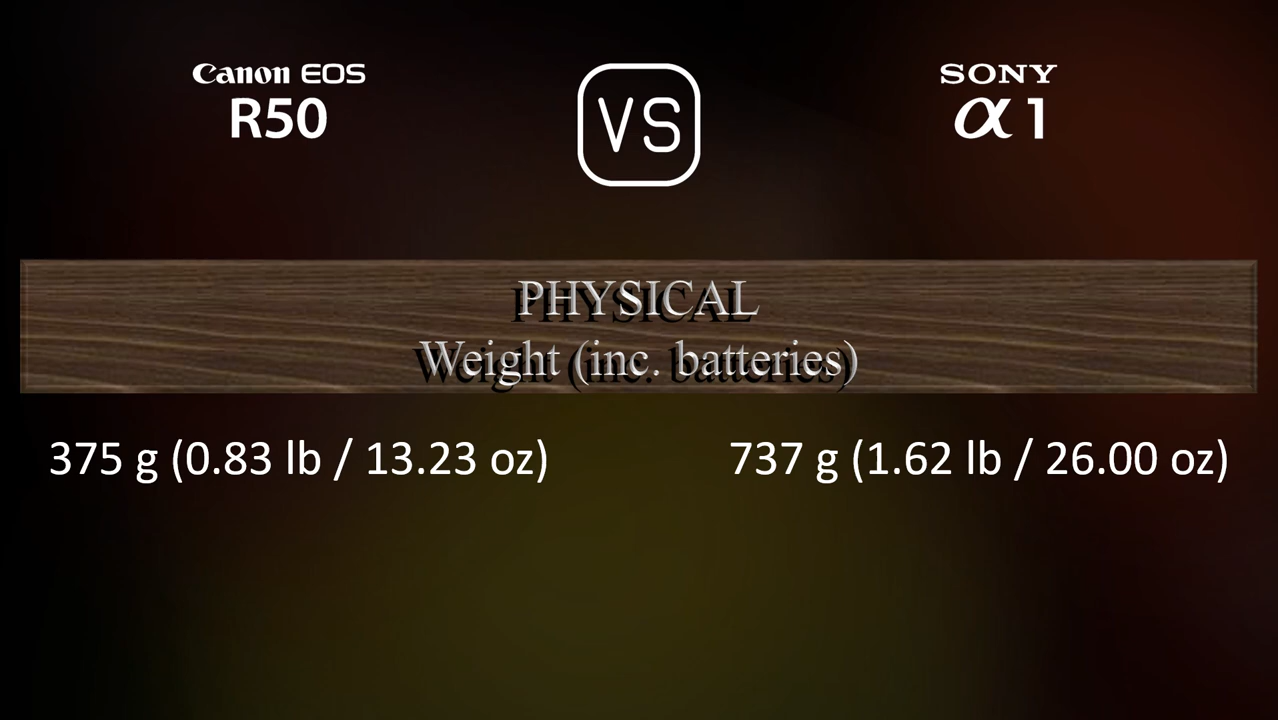 Canon EOS
R50
VS
SONY
α 1
PHYSICAL
Weight (inc. batteries)
375 g (0.83 lb / 13.23 oz)
737 g (1.62 lb / 26.00 oz)